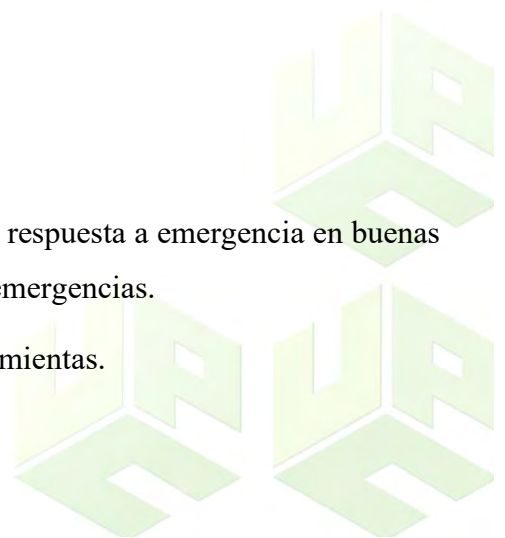 respuesta a emergencia en buenas
emergencias.
mientas.